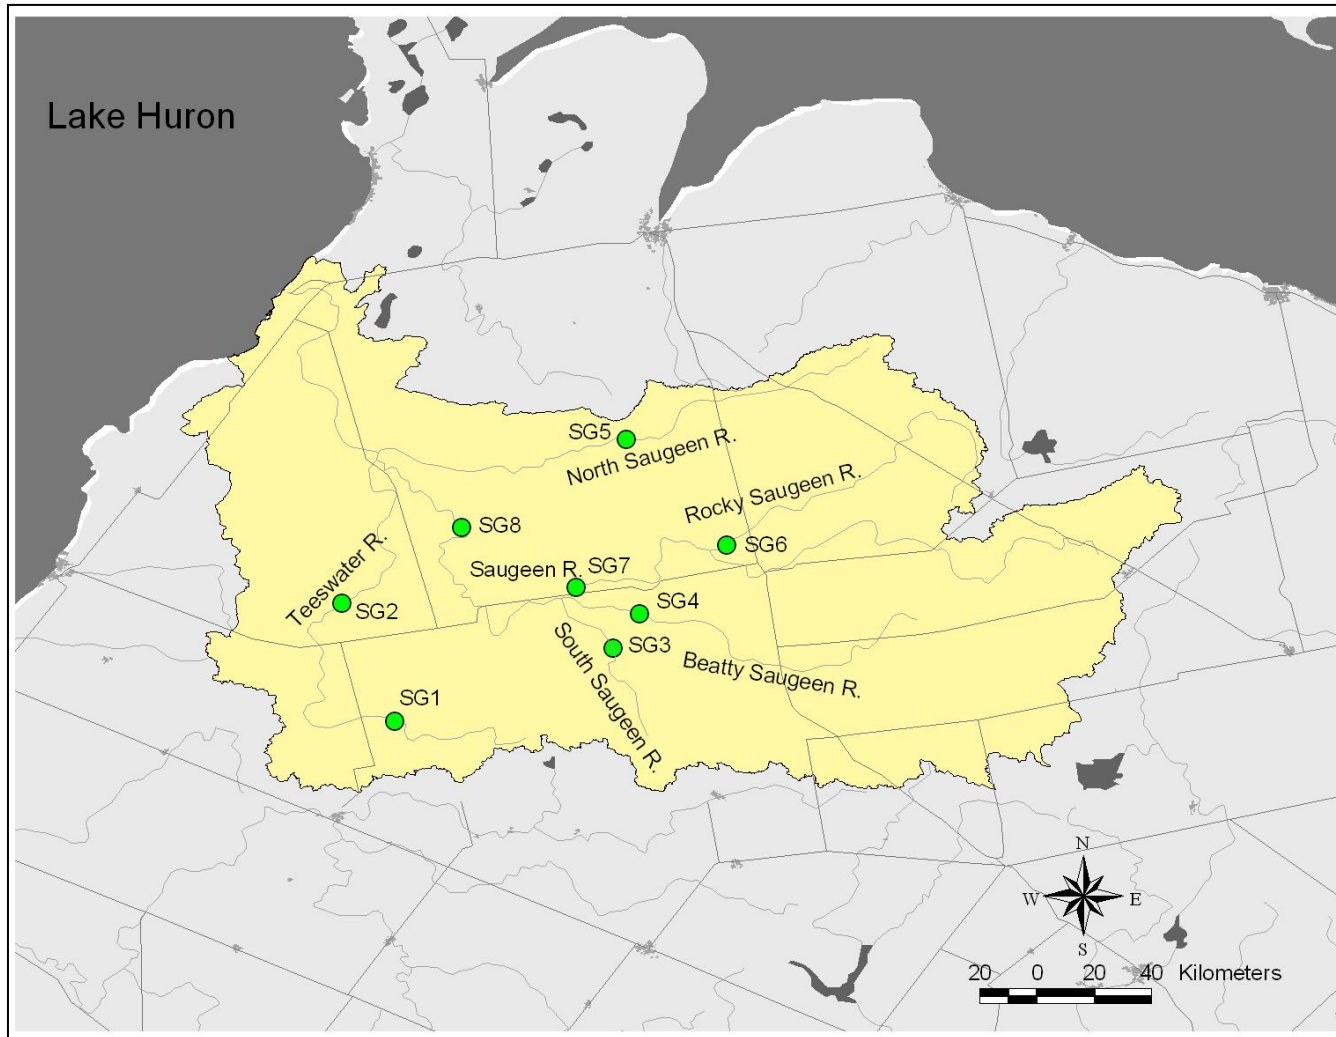 Lake Huron
SG5
North Saugeen R.
Rocky Saugeen R.
SG8
SG6
Saugeen R.
SG7
Teeswater R.
SG2
SG4
SG3
South Saugeen R.
Beatty Saugeen R.
SG1
N
W
E
S
20 0 20 40 Kilometers